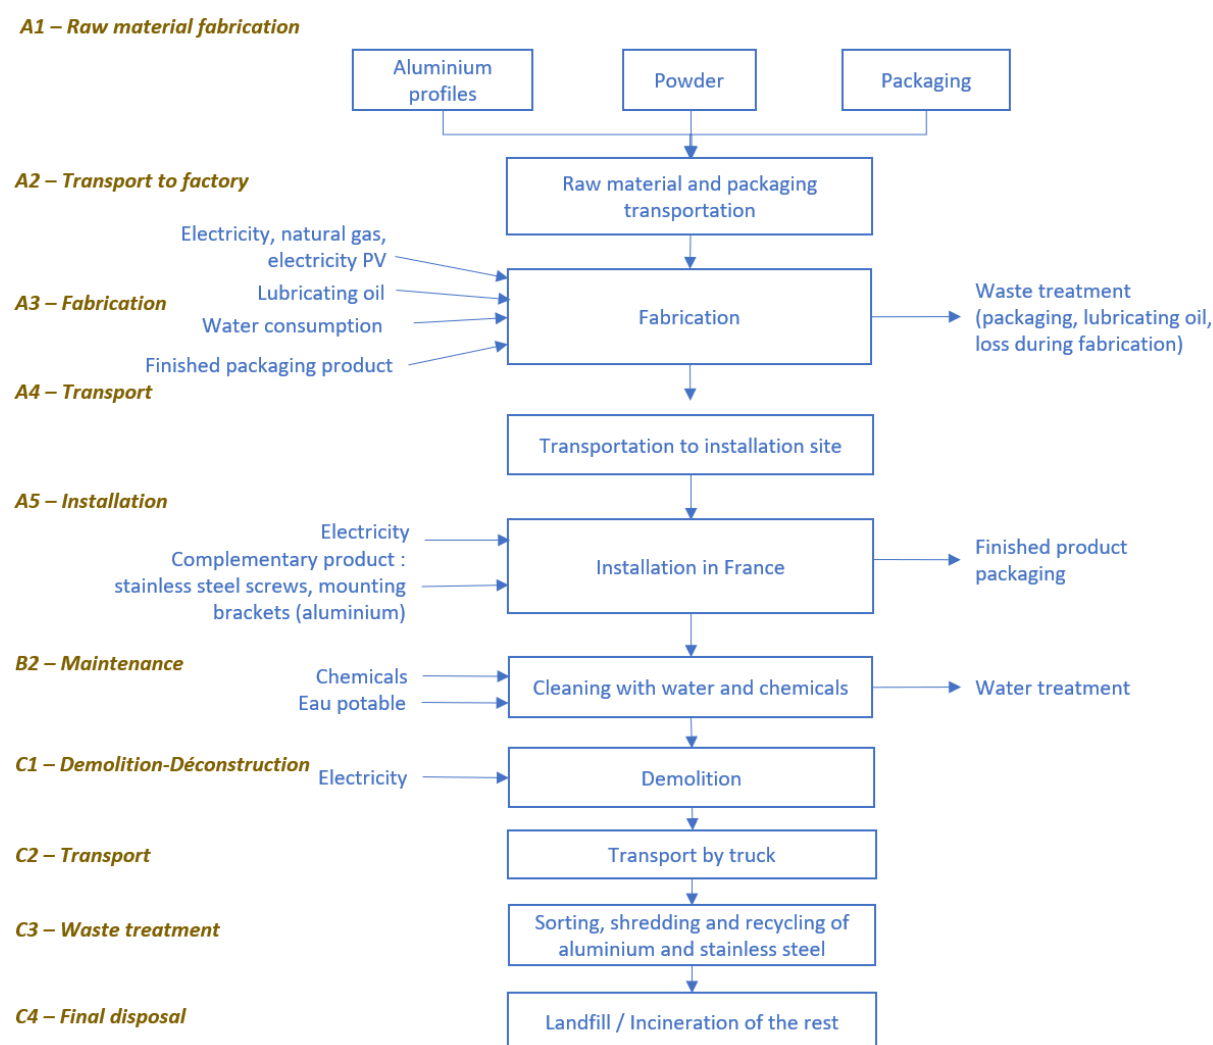 A1 – Raw material fabrication
Aluminium
profiles
Powder
Packaging
A2 – Transport to factory
Raw material and packaging
transportation
Electricity, natural gas,
electricity PV
A3 – Fabrication
Lubricating oil
Water consumption
Finished packaging product
Fabrication
Waste treatment
(packaging, lubricating oil,
loss during fabrication)
A4 – Transport
Transportation to installation site
A5 – Installation
Electricity
Complementary product :
stainless steel screws, mounting
brackets (aluminium)
Installation in France
Finished product
packaging
B2 – Maintenance
Chemicals
Eau potable
Cleaning with water and chemicals
Water treatment
C1 – Demolition-Déconstruction
Electricity
Demolition
C2 – Transport
Transport by truck
C3 – Waste treatment
Sorting, shredding and recycling of
aluminium and stainless steel
C4 – Final disposal
Landfill / Incineration of the rest